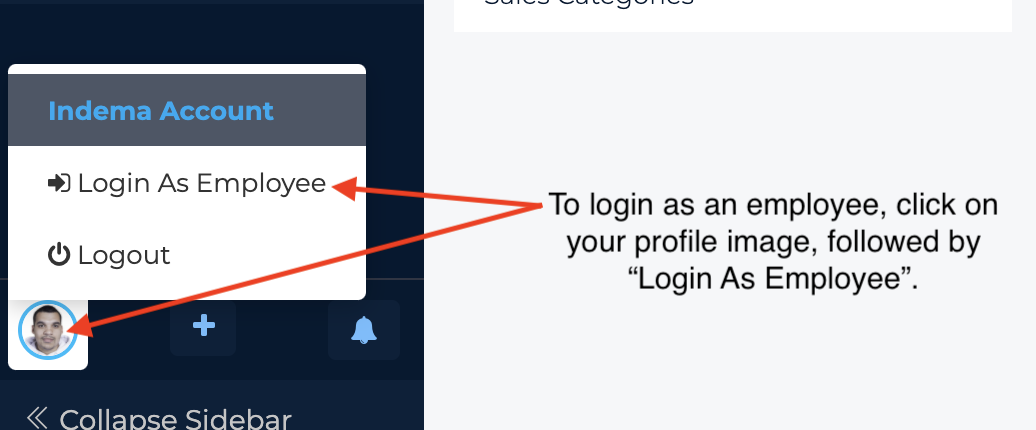 Sales Categories
Indema Account
Login As Employee
Logout
To login as an employee, click on
your profile image, followed by
“Login As Employee”.
Collapse Sidebar